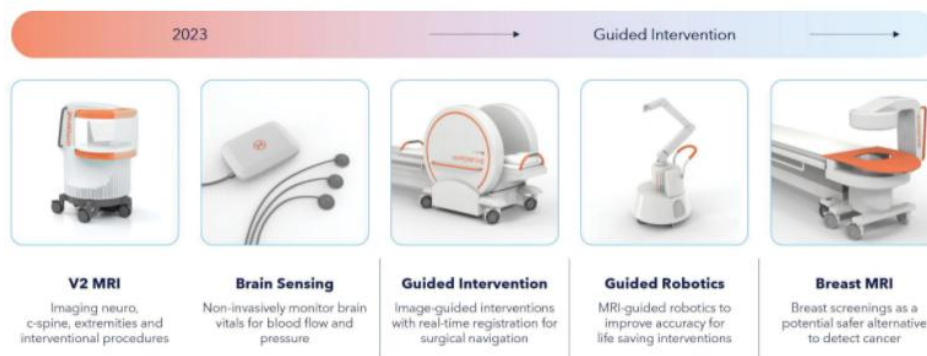 2023
Guided Intervention
V2 MRI
Imaging neuro,
c-spine, extremities and
interventional procedures
Brain Sensing
Non-invasively monitor brain
vitals for blood flow and
pressure
Guided Intervention
Image-guided interventions
with real-time registration for
surgical navigation
Guided Robotics
MRI-guided robotics to
improve accuracy for
life saving interventions
Breast MRI
Breast screenings as a
potential safer alternative
to detect cancer